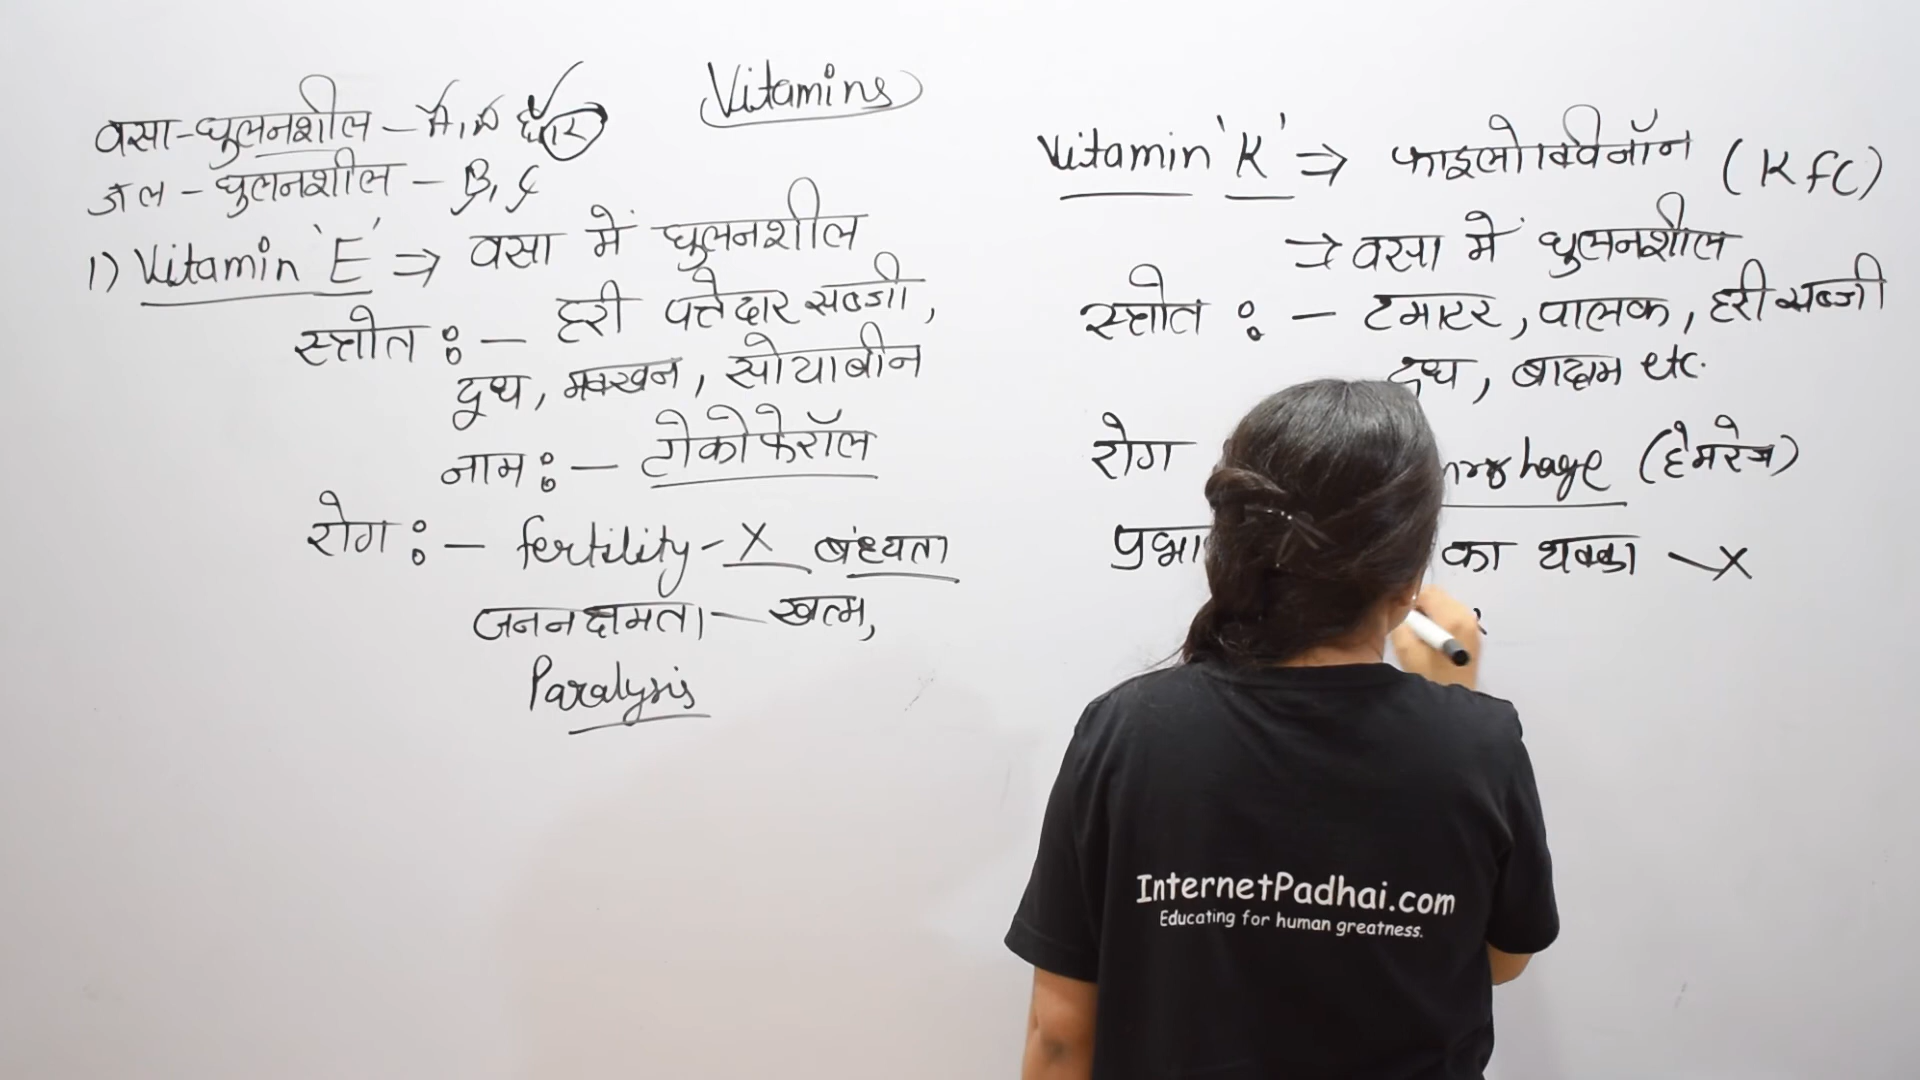 Vitamins
वसा-घुलनशील – A, D
जल - घुलनशील – B, C
1) Vitamin 'E' ⇒ वसा में घुलनशील
स्त्रोत :– हरी पत्तेदार सब्जी,
दूध, मक्खन, सोयाबीन
नाम :– टोकोफेरॉल
रोग :– fertility - X बंध्यता
जननक्षमता – खत्म,
Paralysis
Vitamin 'K' ⇒ फाइलोक्विनॉन (KFC)
⇒ वसा में घुलनशील
स्त्रोत :– टमाटर, पालक, हरी सब्जी
दूध, बादाम etc.
रोग (हैमरेज)
का थक्का – X
InternetPadhai.com
Educating for human greatness.